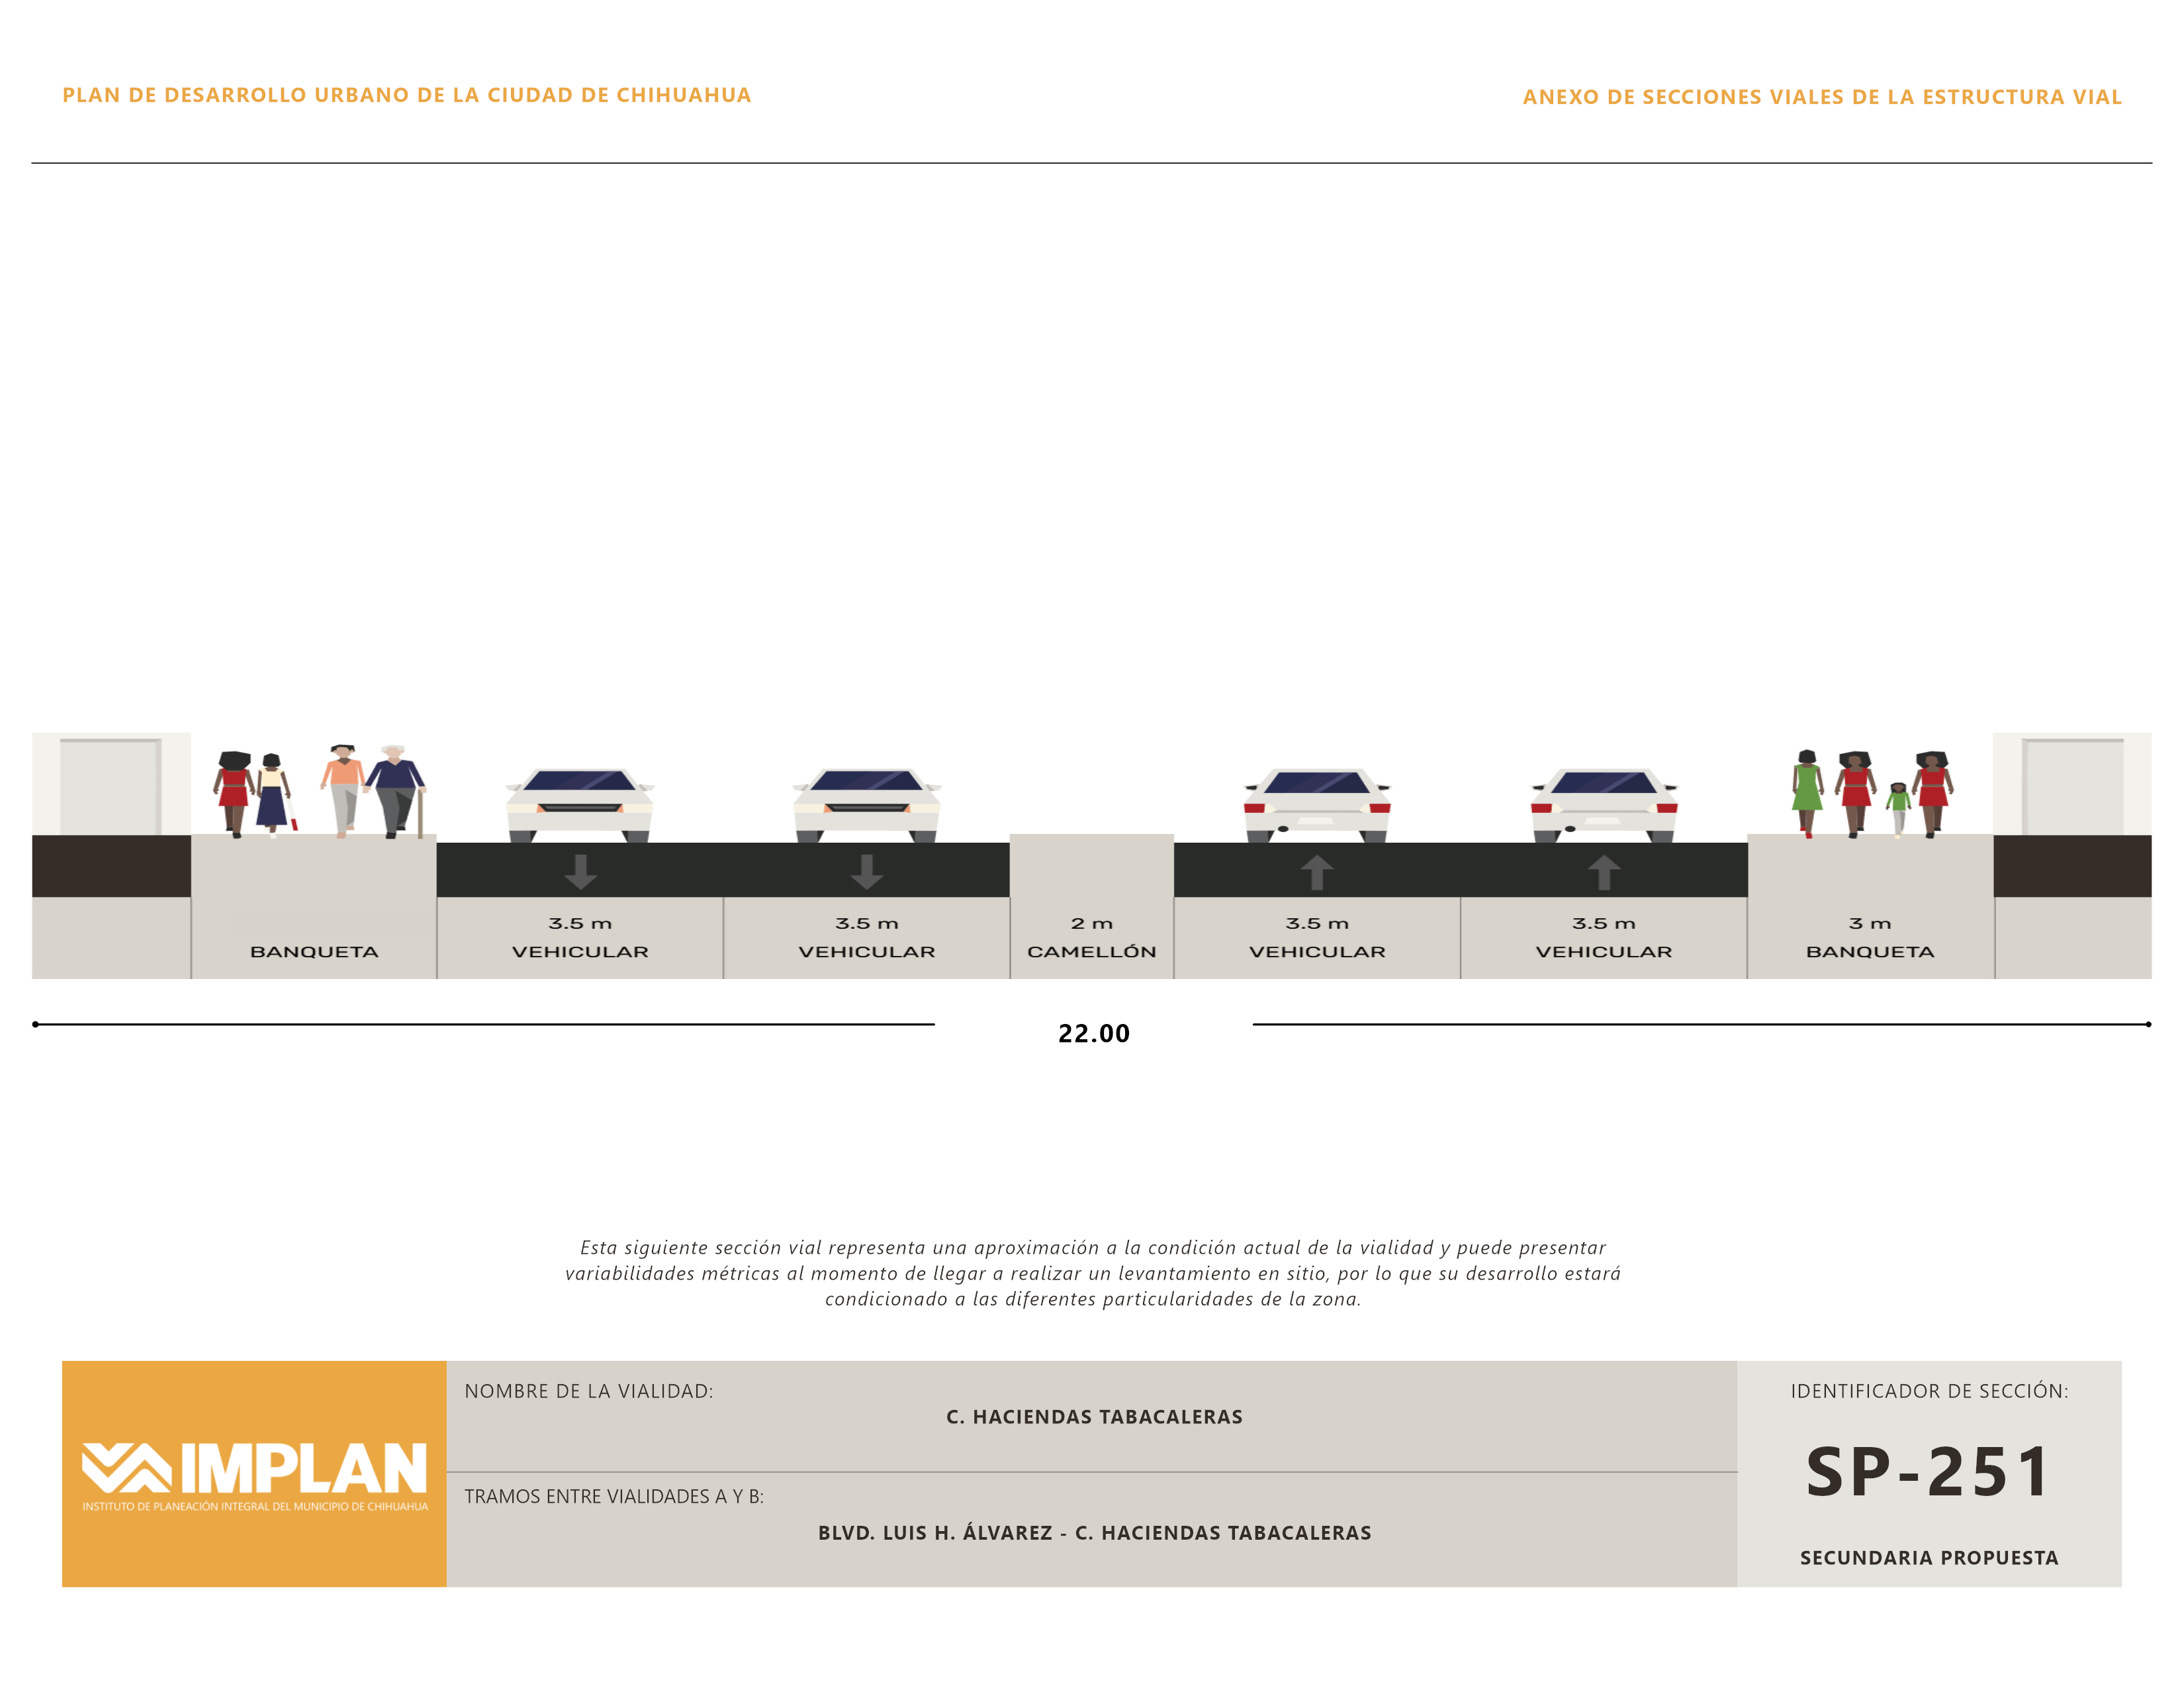 PLAN DE DESARROLLO URBANO DE LA CIUDAD DE CHIHUAHUA
ANEXO DE SECCIONES VIALES DE LA ESTRUCTURA VIAL
BANQUETA
3.5 m
VEHICULAR
3.5 m
VEHICULAR
2 m
CAMELLÓN
3.5 m
VEHICULAR
3.5 m
VEHICULAR
3 m
BANQUETA
22.00
Esta siguiente sección vial representa una aproximación a la condición actual de la vialidad y puede presentar
variabilidades métricas al momento de llegar a realizar un levantamiento en sitio, por lo que su desarrollo estará
condicionado a las diferentes particularidades de la zona.
IMPLAN
INSTITUTO DE PLANEACIÓN INTEGRAL DEL MUNICIPIO DE CHIHUAHUA
NOMBRE DE LA VIALIDAD:
C. HACIENDAS TABACALERAS
TRAMOS ENTRE VIALIDADES A Y B:
BLVD. LUIS H. ÁLVAREZ - C. HACIENDAS TABACALERAS
IDENTIFICADOR DE SECCIÓN:
SP-251
SECUNDARIA PROPUESTA